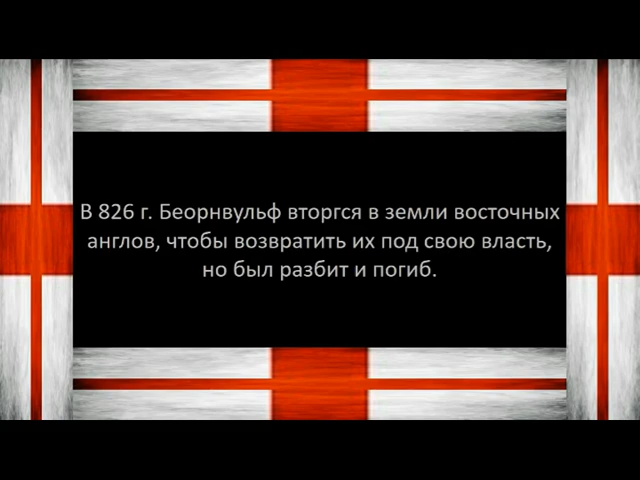 В 826 г. Беорнвульф вторгся в земли восточных
англов, чтобы возвратить их под свою власть,
но был разбит и погиб.